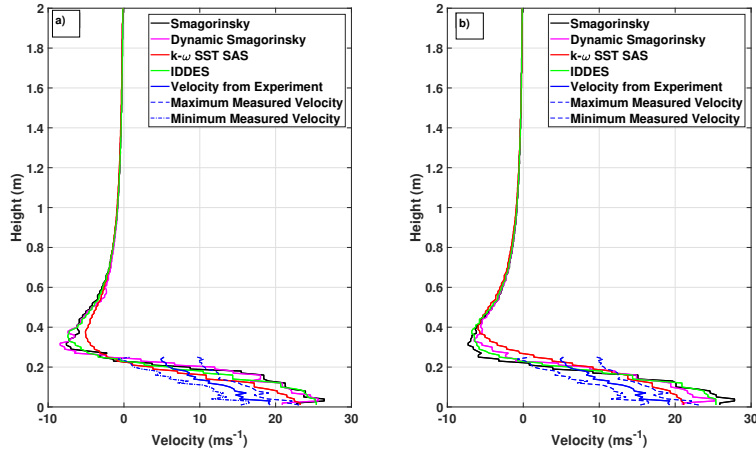 a)
Smagorinsky
Dynamic Smagorinsky
k-ω SST SAS
IDDES
Velocity from Experiment
Maximum Measured Velocity
Minimum Measured Velocity
2
1.8
1.6
1.4
1.2
1
0.8
0.6
0.4
0.2
0
Height (m)
-10 0 10 20 30
Velocity (ms⁻¹)
b)
Smagorinsky
Dynamic Smagorinsky
k-ω SST SAS
IDDES
Velocity from Experiment
Maximum Measured Velocity
Minimum Measured Velocity
2
1.8
1.6
1.4
1.2
1
0.8
0.6
0.4
0.2
0
Height (m)
-10 0 10 20 30
Velocity (ms⁻¹)